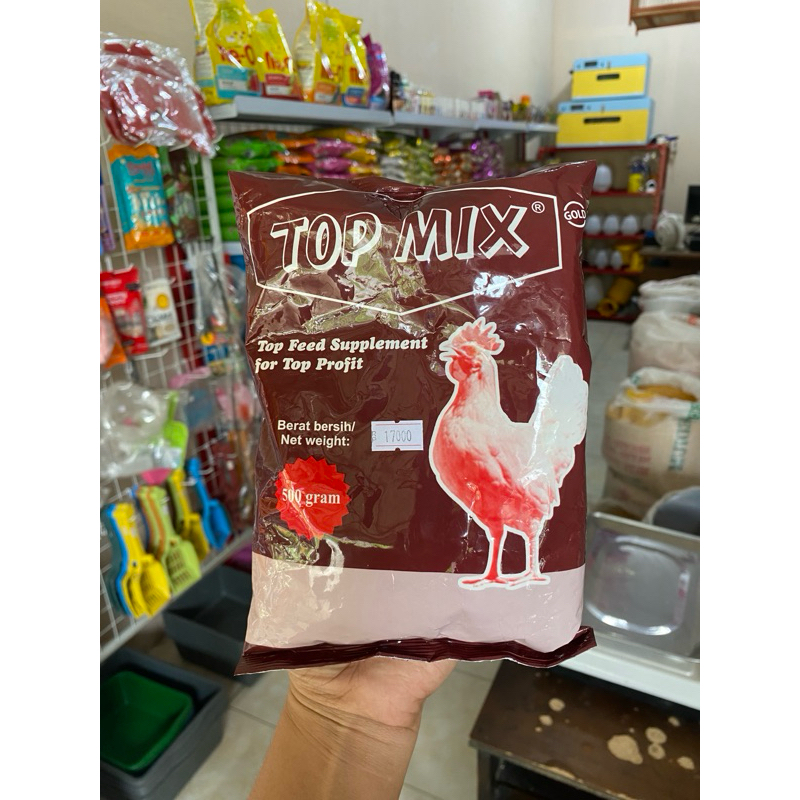 TOP MIX®
GOLD
Top Feed Supplement
for Top Profit
Berat bersih/
Net weight:
17000
500 gram